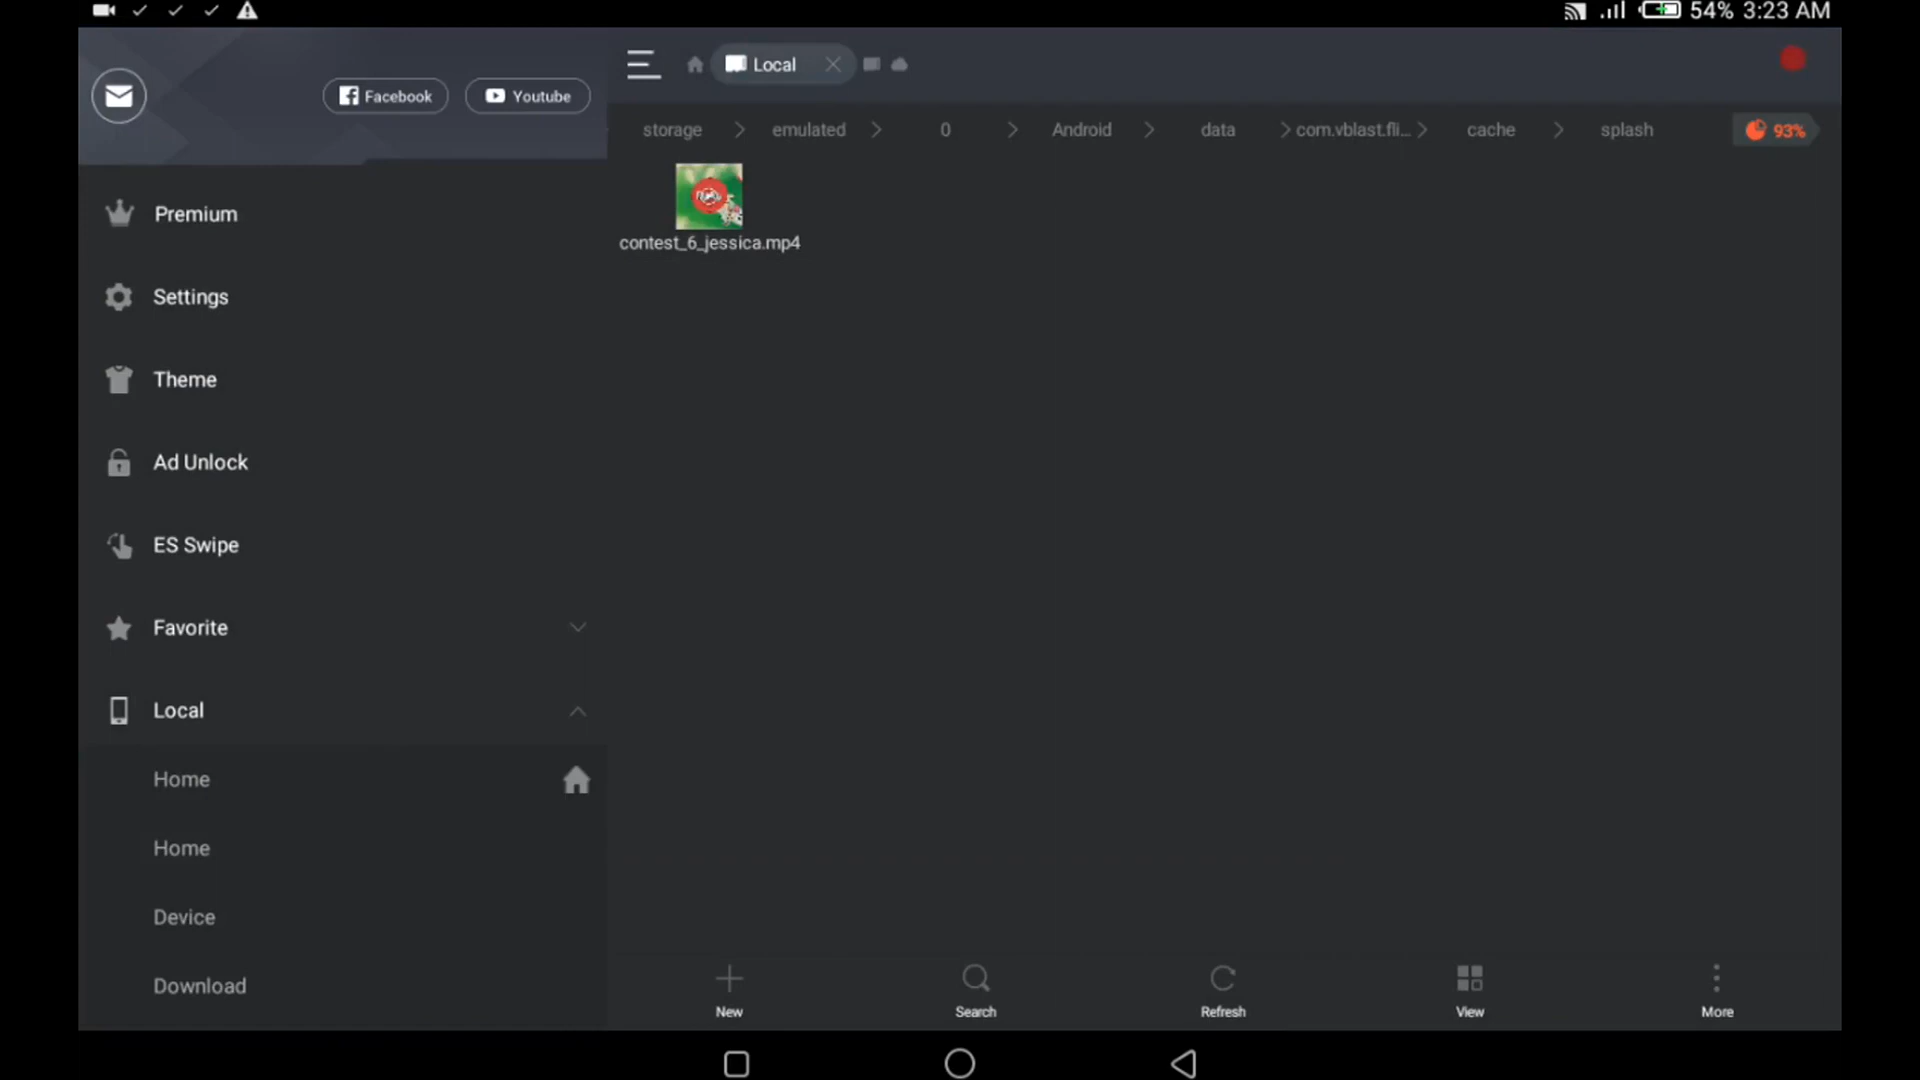 54% 3:23 AM
Facebook
Youtube
Local
storage
emulated
0
Android
data
com.vblast.fli...
cache
splash
93%
contest_6_jessica.mp4
Premium
Settings
Theme
Ad Unlock
ES Swipe
Favorite
Local
Home
Home
Device
Download
New
Search
Refresh
View
More